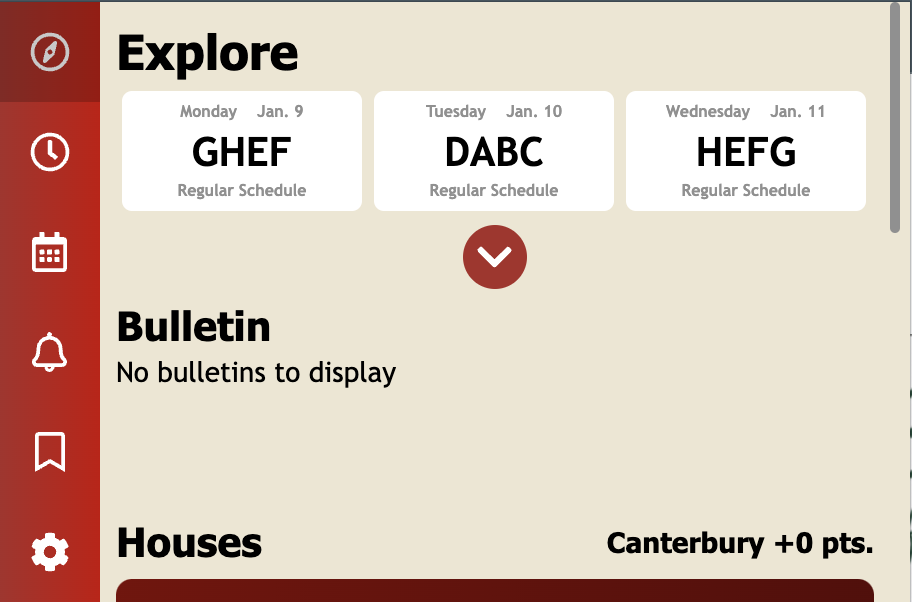 Explore
Monday Jan. 9
GHEF
Regular Schedule
Tuesday Jan. 10
DABC
Regular Schedule
Wednesday Jan. 11
HEFG
Regular Schedule
Bulletin
No bulletins to display
Houses
Canterbury +0 pts.